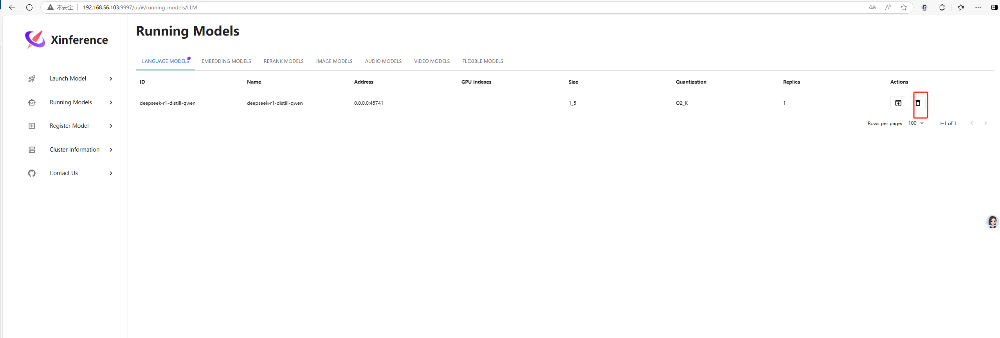 不安全 192.168.56.103:9997/ui/#/running_models/LLM
Xinference
Launch Model
Running Models
Register Model
Cluster Information
Contact Us
Running Models
LANGUAGE MODELS EMBEDDING MODELS RERANK MODELS IMAGE MODELS AUDIO MODELS VIDEO MODELS FLEXIBLE MODELS
ID Name Address GPU Indexes Size Quantization Replica Actions
deepseek-r1-distill-qwen deepseek-r1-distill-qwen 0.0.0.0:45741 1_5 Q2_K 1
Rows per page: 100 1–1 of 1